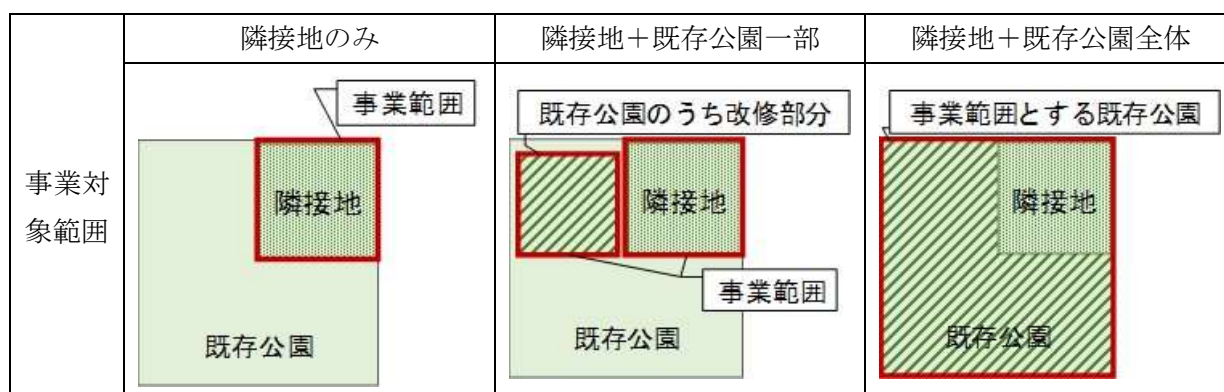 隣接地のみ
隣接地＋既存公園一部
隣接地＋既存公園全体
事業対
象範囲
事業範囲
隣接地
既存公園
既存公園のうち改修部分
隣接地
事業範囲
既存公園
事業範囲とする既存公園
隣接地
既存公園